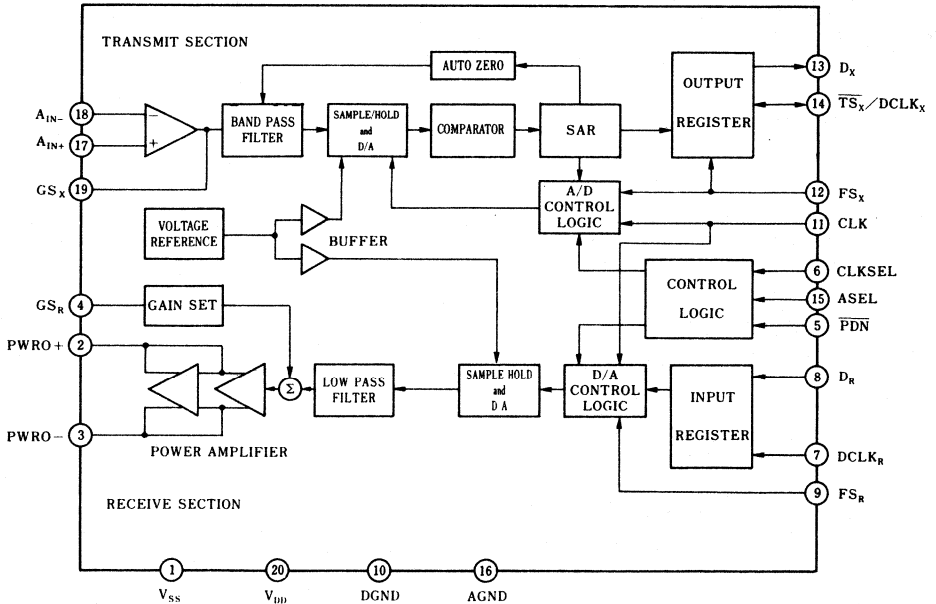 TRANSMIT SECTION
AUTO ZERO
OUTPUT
REGISTER
13 DX
14 TSX/DCLKX
18 AIN−
−
17 AIN+
+
BAND PASS
FILTER
SAMPLE/HOLD
and
D/A
COMPARATOR
SAR
19 GSX
A/D
CONTROL
LOGIC
12 FSX
11 CLK
VOLTAGE
REFERENCE
BUFFER
CONTROL
LOGIC
6 CLKSEL
15 ASEL
5 PDN
GSR 4
GAIN SET
PWRO+ 2
Σ
LOW PASS
FILTER
SAMPLE HOLD
and
D A
D/A
CONTROL
LOGIC
INPUT
REGISTER
8 DR
PWRO− 3
POWER AMPLIFIER
7 DCLKR
9 FSR
RECEIVE SECTION
1 20 10 16
VSS VDD DGND AGND